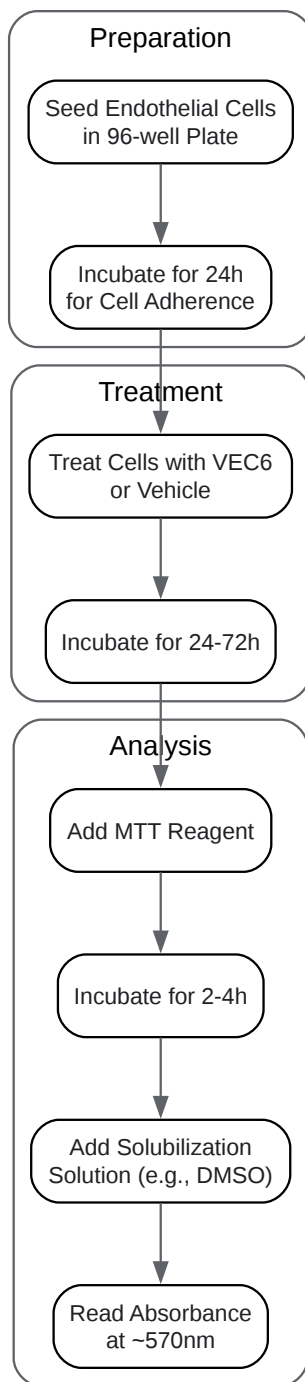 Preparation
Seed Endothelial Cells
in 96-well Plate
Incubate for 24h
for Cell Adherence
Treatment
Treat Cells with VEC6
or Vehicle
Incubate for 24-72h
Analysis
Add MTT Reagent
Incubate for 2-4h
Add Solubilization
Solution (e.g., DMSO)
Read Absorbance
at ~570nm